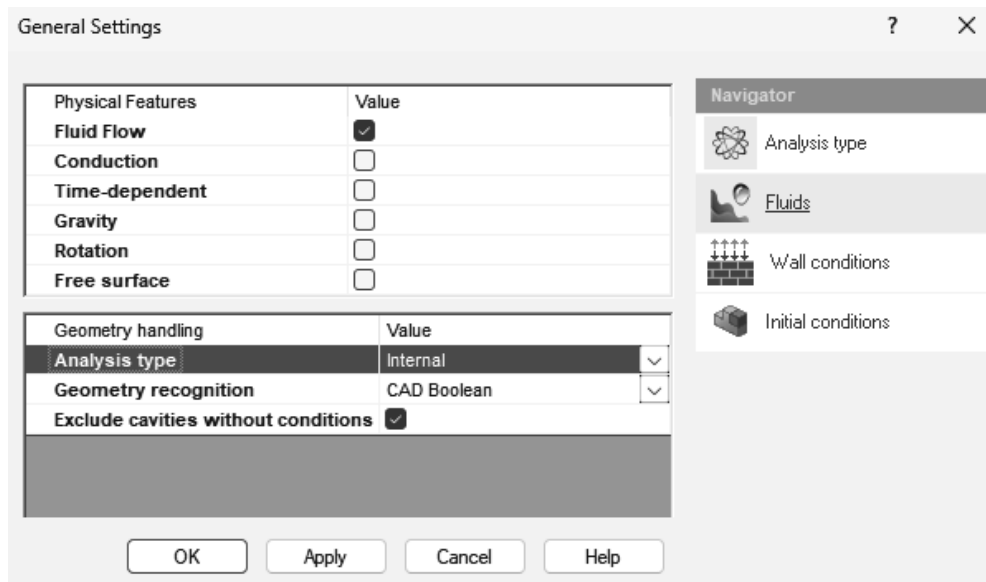 General Settings
?
Physical Features Value
Fluid Flow
Conduction
Time-dependent
Gravity
Rotation
Free surface
Geometry handling Value
Analysis type Internal
Geometry recognition CAD Boolean
Exclude cavities without conditions
OK Apply Cancel Help
Navigator
Analysis type
Fluids
Wall conditions
Initial conditions